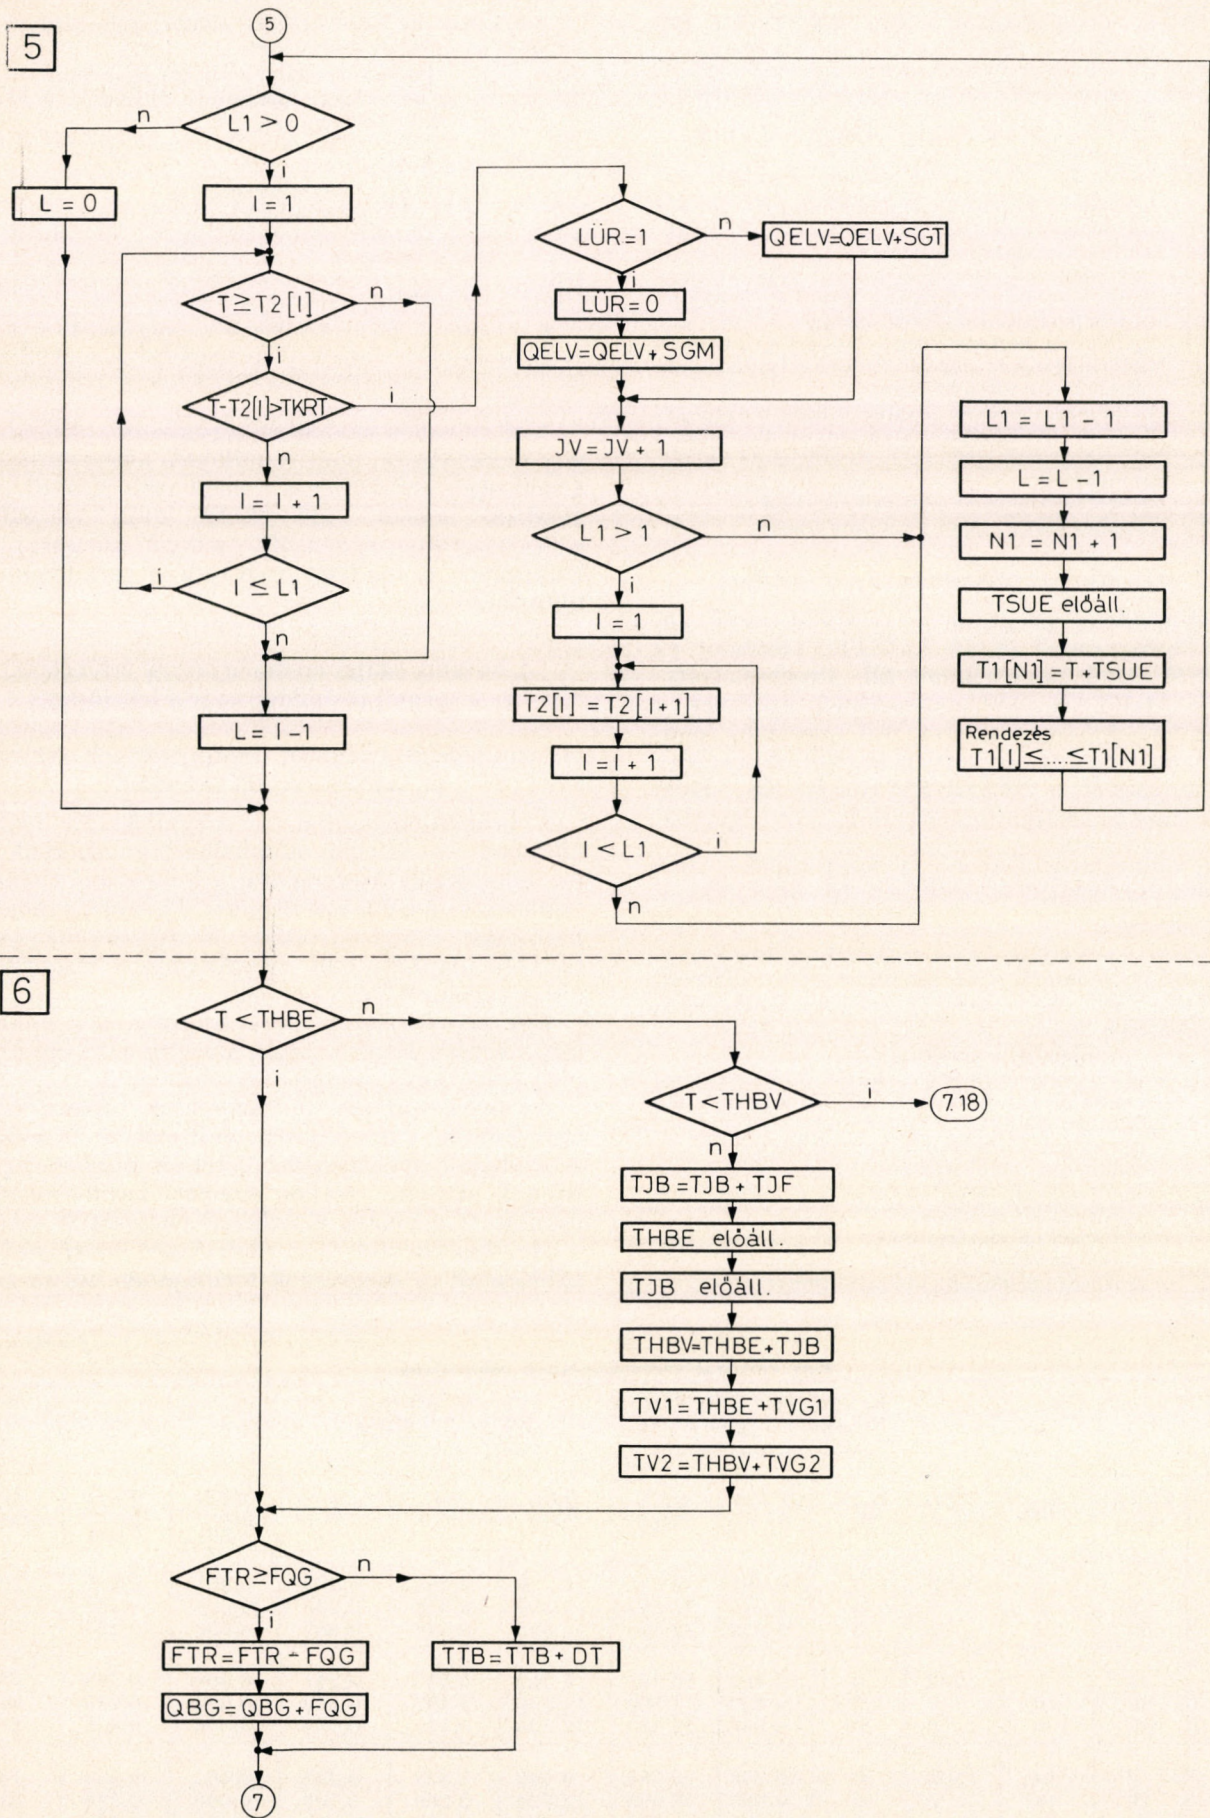 5
5
L1 > 0
n
i
L = 0
I = 1
T ≥ T2[I]
n
i
T-T2[I]>TKRT
i
n
I = I + 1
I ≤ L1
i
n
L = I -1
LÜR=1
n
QELV=QELV+SGT
i
LÜR=0
QELV=QELV+SGM
JV=JV +
L1 > 1
n
i
I = 1
T2[I] = T2[I+1]
I = I + 1
I < L1
i
n
L1 = L1 - 1
L = L -1
N1 = N1 + 1
TSUE előáll.
T1[N1] = T+TSUE
Rendezés
T1[I]≤....≤T1[N1]
6
T < THBE
n
i
T < THBV
i
7.18
n
TJB=TJB+TJF
THBE előáll.
TJB előáll.
THBV=THBE+TJB
TV1=THBE+TVG1
TV2=THBV+TVG2
FTR≥FQG
n
i
FTR=FTR-FQG
TTB=TTB+DT
QBG=QBG+FQG
7